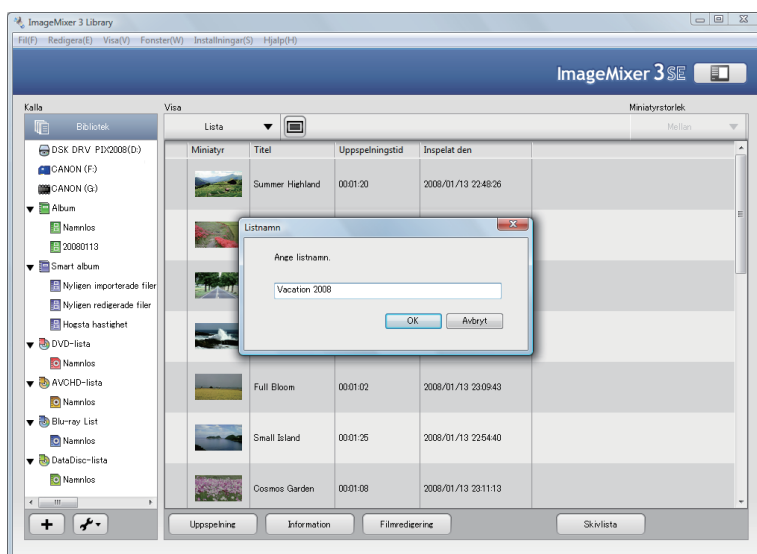 ImageMixer 3 Library
Fil(F) Redigera(E) Visa(V) Fonster(W) Installningar(S) Hjalp(H)
ImageMixer 3 SE
Kalla
Visa
Miniatyrstorlek
Bibliotek
Lista
Mellan
DSK DRV PIX2008(D:)
CANON (F:)
CANON (G:)
Album
Namnlos
20080113
Smart album
Nyligen importerade filer
Nyligen redigerade filer
Hogsta hastighet
DVD-lista
Namnlos
AVCHD-lista
Namnlos
Blu-ray List
Namnlos
DataDisc-lista
Namnlos
Miniatyr Titel Uppspelningstid Inspelat den
Summer Highland 00:01:20 2008/01/13 22:48:26
Listnamn
Ange listnamn.
Vacation 2008
OK Avbryt
Full Bloom 00:01:02 2008/01/13 23:09:43
Small Island 00:01:25 2008/01/13 22:54:40
Cosmos Garden 00:01:08 2008/01/13 23:11:13
Uppspelning Information Filmredigering Skivlista